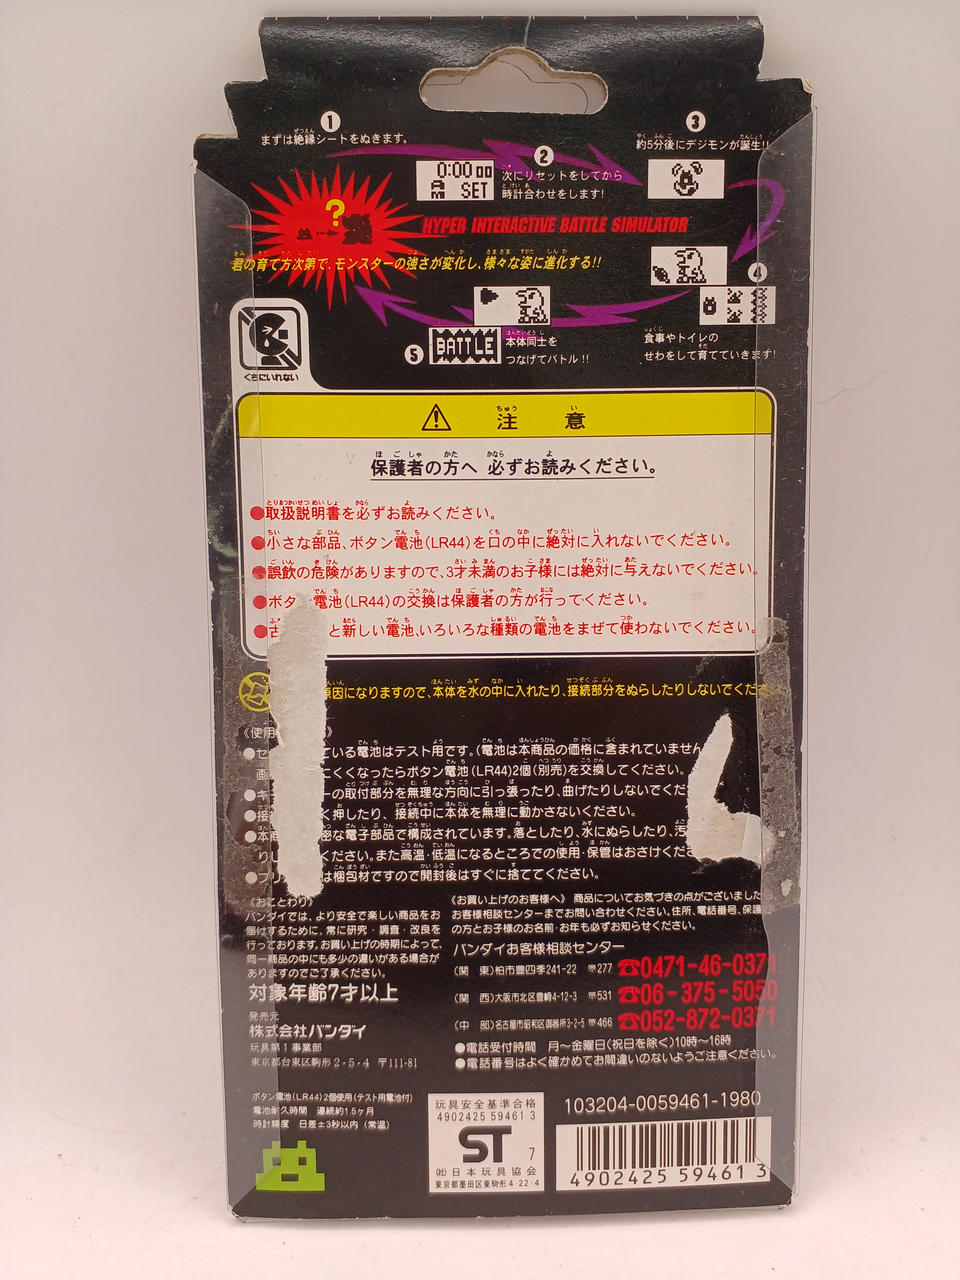 ①
まずは絶縁シートをぬきます。
②
次にリセットをしてから
時計合わせをします!
0:00 00
AM SET
③
約5分後にデジモンが誕生!!
?
HYPER INTERACTIVE BATTLE SIMULATOR
君の育て方次第で、モンスターの強さが変化し、様々な姿に進化する!!
④
食事やトイレの
せわをして育てていきます!
⑤
BATTLE
本体同士を
つなげてバトル!!
くちにいれない
⚠ 注意
保護者の方へ 必ずお読みください。
●取扱説明書を必ずお読みください。
●小さな部品、ボタン電池(LR44)を口の中に絶対に入れないでください。
●誤飲の危険がありますので、3才未満のお子様には絶対に与えないでください。
●ボタン電池(LR44)の交換は保護者の方が行ってください。
●古 と新しい電池、いろいろな種類の電池をまぜて使わないでください。
原因になりますので、本体を水の中に入れたり、接続部分をぬらしたりしないでください
《使用
●セ ている電池はテスト用です。(電池は本商品の価格に含まれていません
画 にくくなったらボタン電池(LR44)2個(別売)を交換してください。
●キ ーの取付部分を無理な方向に引っ張ったり、曲げたりしないでくだ
●接 く押したり、接続中に本体を無理に動かさないください。
●本商 密な電子部品で構成されています。落としたり、水にぬらしたり、汚
りし ください。また高温・低温になるところでの使用・保管はおさけくださ
●ブリ は梱包材ですので開封後はすぐに捨ててください。
《おことわり》
バンダイでは、より安全で楽しい商品をお
届けするために、常に研究・調査・改良を
行っております。お買い上げの時期によって、
同一商品の中にも多少の違いがある場合が
ありますのでご了承ください。
対象年齢7才以上
発売元
株式会社バンダイ
玩具第1事業部
東京都台東区駒形2-5-4 〒111-81
《お買い上げのお客様へ》 商品についてお気づきの点がございました
お客様相談センターまでお問い合わせください。住所、電話番号、保護
の方とお子様のお名前・お年も必ずお知らせください。
バンダイお客様相談センター
(関 東)柏市豊四季241-22 〒277 ☎0471-46-0371
(関 西)大阪市北区豊崎4-12-3 〒531 ☎06-375-5050
(中 部)名古屋市昭和区御器所3-2-5 〒466 ☎052-872-0371
●電話受付時間 月~金曜日(祝日を除く)10時~16時
●電話番号はよく確かめてお間違いのないようご注意ください。
ボタン電池(LR44)2個使用(テスト用電池付)
電池耐久時間 連続約1.5ヶ月
時計精度 日差±3秒以内(常温)
玩具安全基準合格
4902425 59461 3
ST 7
(社)日本玩具協会
東京都墨田区東駒形4-22-4
103204-0059461-1980
4902425 59461 3